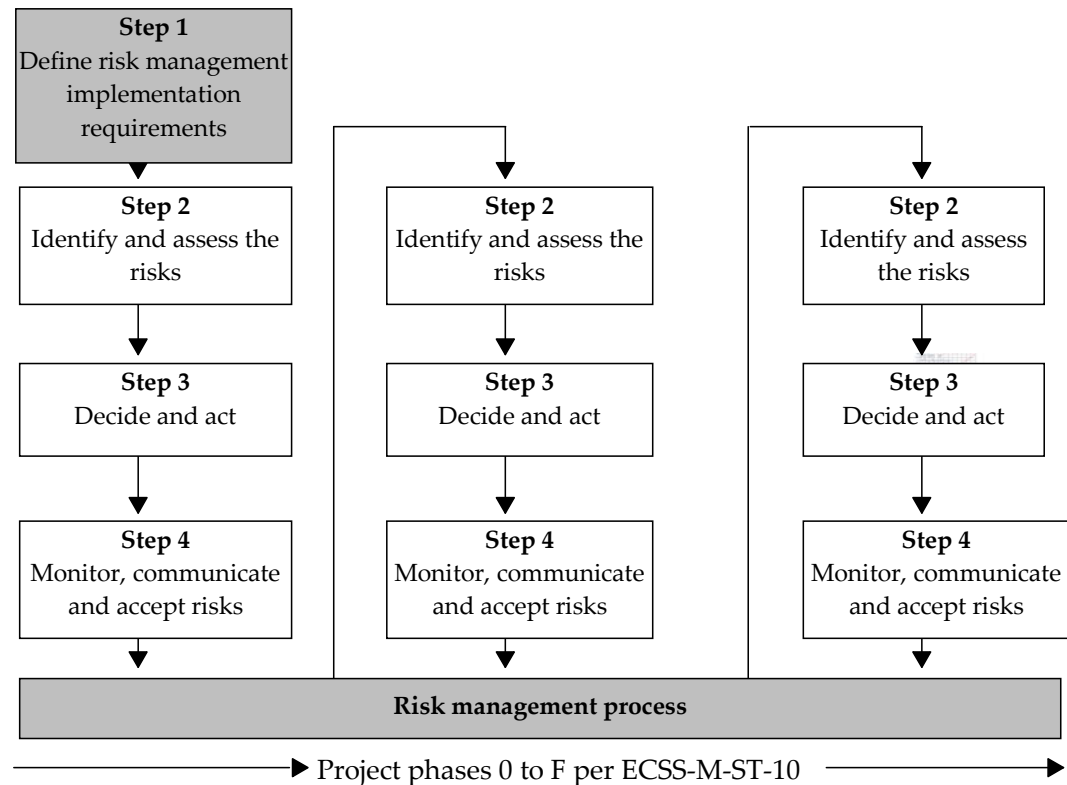 Step 1
Define risk management
implementation
requirements
Step 2
Identify and assess the
risks
Step 3
Decide and act
Step 4
Monitor, communicate
and accept risks
Step 2
Identify and assess the
risks
Step 3
Decide and act
Step 4
Monitor, communicate
and accept risks
Step 2
Identify and assess
the risks
Step 3
Decide and act
Step 4
Monitor, communicate
and accept risks
Risk management process
Project phases 0 to F per ECSS-M-ST-10